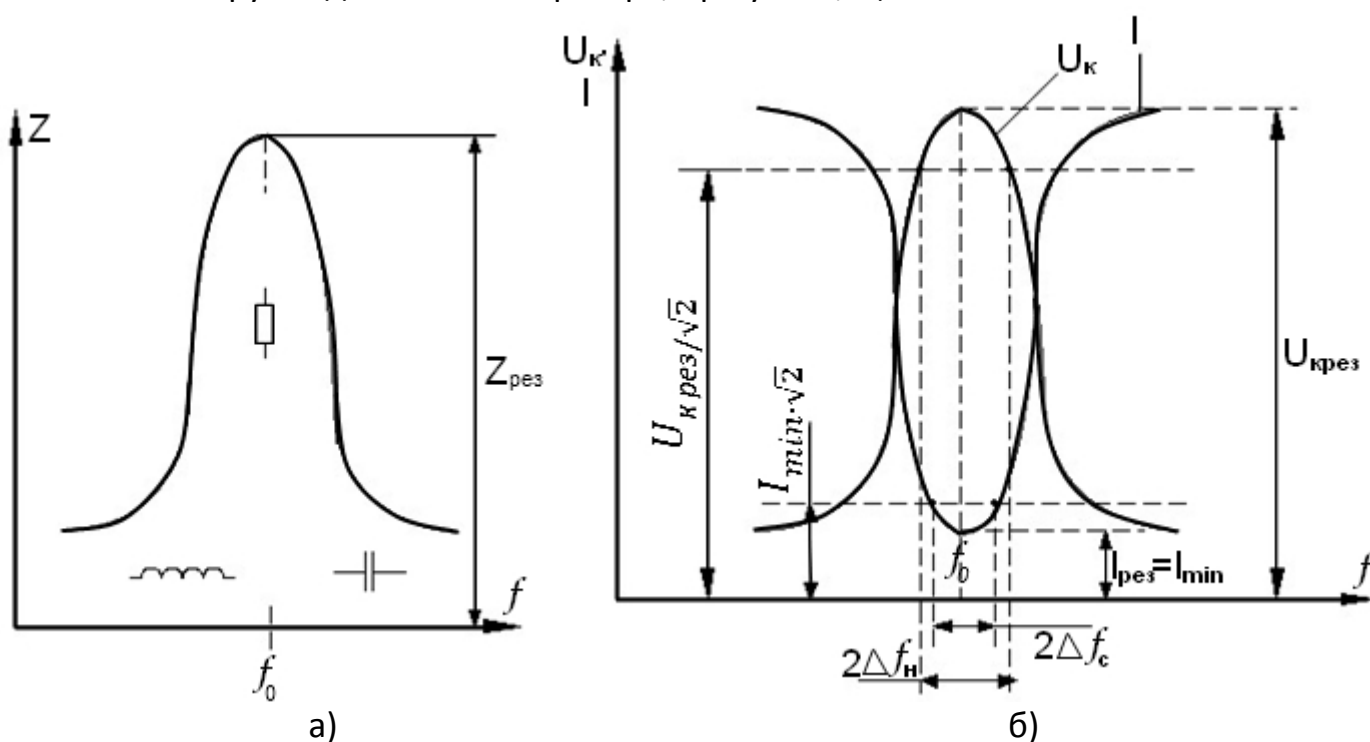 Z
Zрез
f
f₀
а)
Uк,
I
Uк
I
Uк рез/√2
Imin·√2
Uкрез
f₀
Iрез=Imin
f
2△fн
2△fс
б)